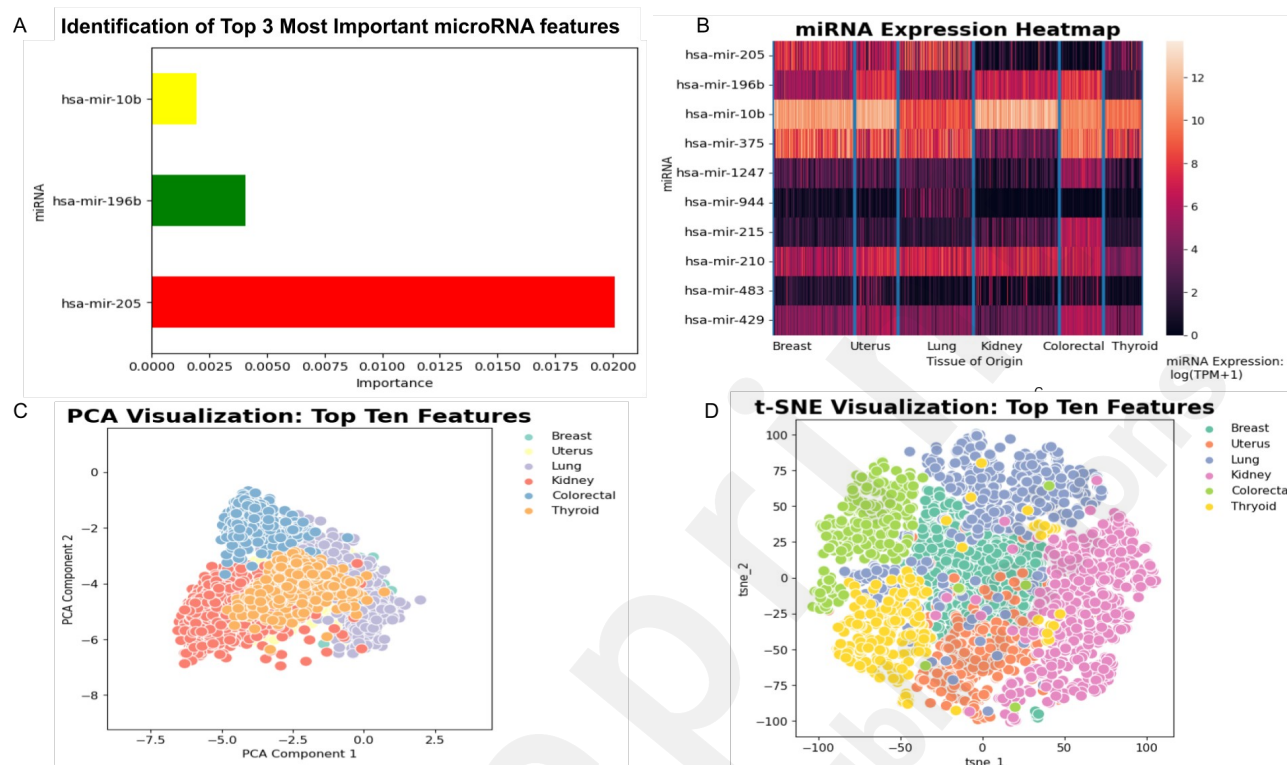 A
Identification of Top 3 Most Important microRNA features
miRNA
hsa-mir-10b
hsa-mir-196b
hsa-mir-205
0.0000 0.0025 0.0050 0.0075 0.0100 0.0125 0.0150 0.0175 0.0200
Importance
B
miRNA Expression Heatmap
miRNA
hsa-mir-205
hsa-mir-196b
hsa-mir-10b
hsa-mir-375
hsa-mir-1247
hsa-mir-944
hsa-mir-215
hsa-mir-210
hsa-mir-483
hsa-mir-429
Breast Uterus Lung Kidney Colorectal Thyroid
Tissue of Origin
12
10
8
6
4
2
0
miRNA Expression:
log(TPM+1)
C
PCA Visualization: Top Ten Features
Breast
Uterus
Lung
Kidney
Colorectal
Thyroid
PCA Component 2
0
−2
−4
−6
−8
−7.5 −5.0 −2.5 0.0 2.5
PCA Component 1
D
t-SNE Visualization: Top Ten Features
Breast
Uterus
Lung
Kidney
Colorecta
Thryoid
tsne_2
100
75
50
25
0
−25
−50
−75
−100
−100 −50 0 50 100
tsne_1